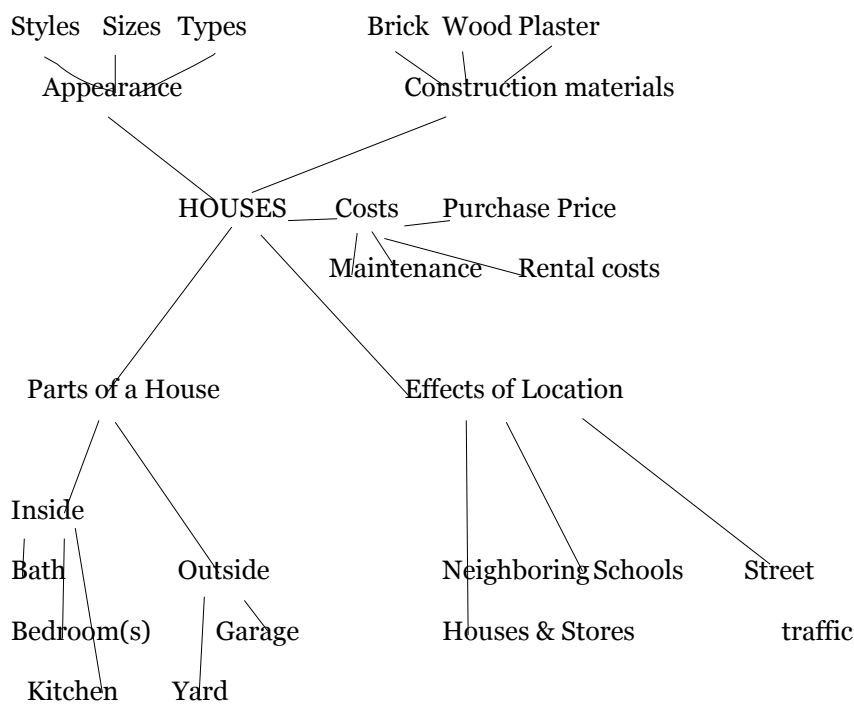 Styles Sizes Types Brick Wood Plaster
Appearance Construction materials
HOUSES Costs Purchase Price
Maintenance Rental costs
Parts of a House Effects of Location
Inside
Bath Outside Neighboring Schools Street
Bedroom(s) Garage Houses & Stores traffic
Kitchen Yard